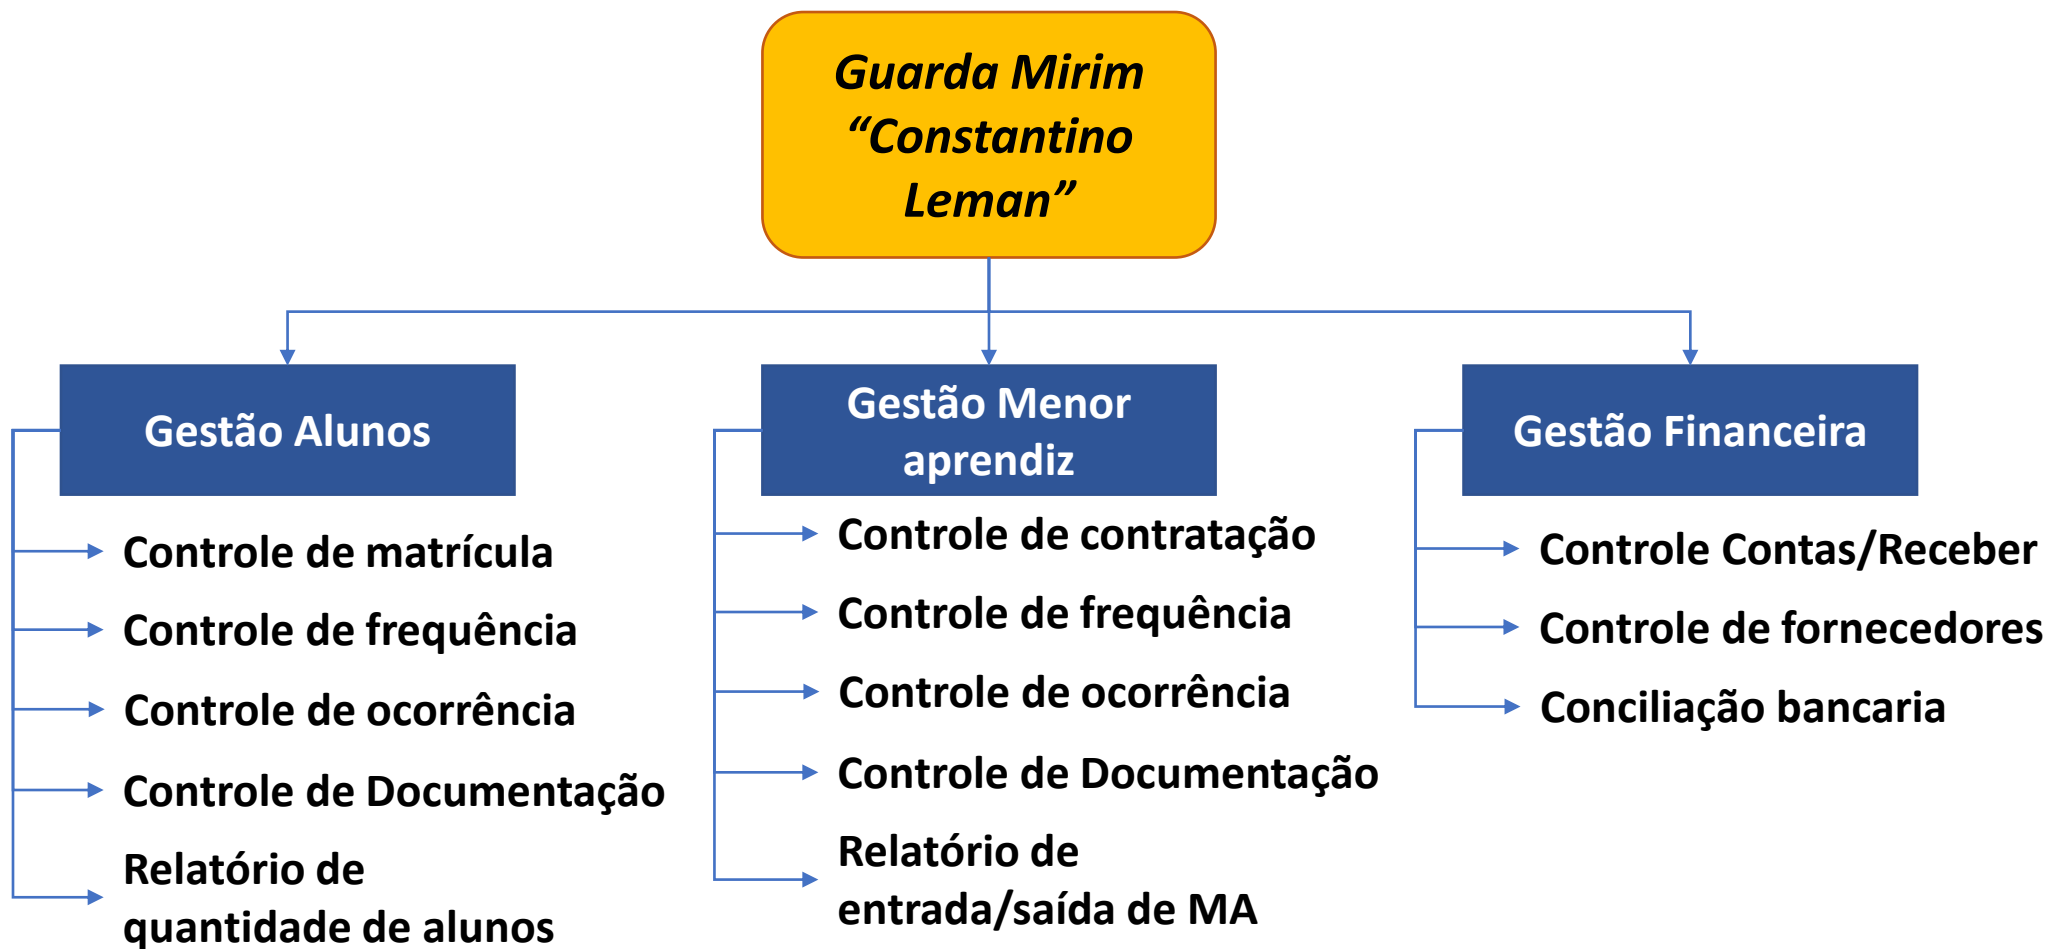 Guarda Mirim
“Constantino
Leman”
Gestão Alunos
Controle de matrícula
Controle de frequência
Controle de ocorrência
Controle de Documentação
Relatório de
quantidade de alunos
Gestão Menor
aprendiz
Controle de contratação
Controle de frequência
Controle de ocorrência
Controle de Documentação
Relatório de
entrada/saída de MA
Gestão Financeira
Controle Contas/Receber
Controle de fornecedores
Conciliação bancaria